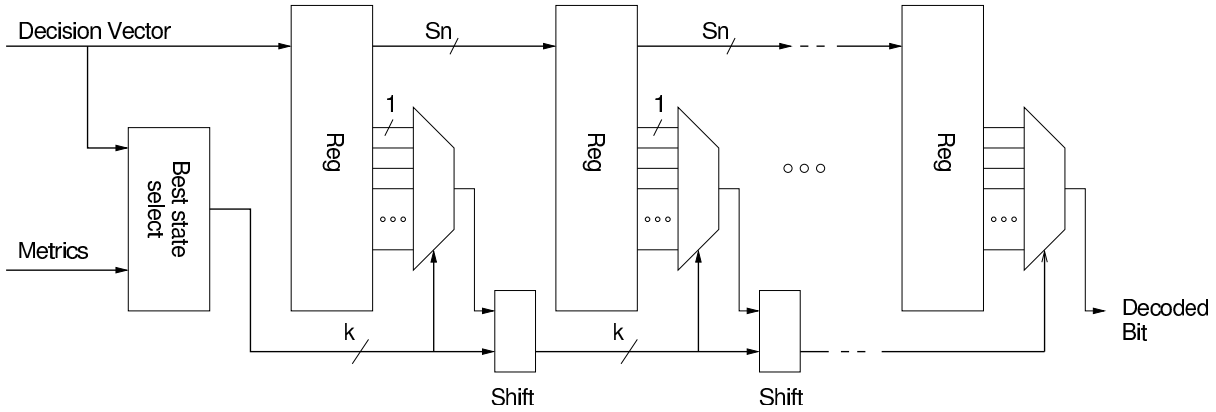 Decision Vector
Sn
Sn
1
1
Reg
Reg
Reg
Best state
select
Metrics
k
k
Decoded
Bit
Shift
Shift